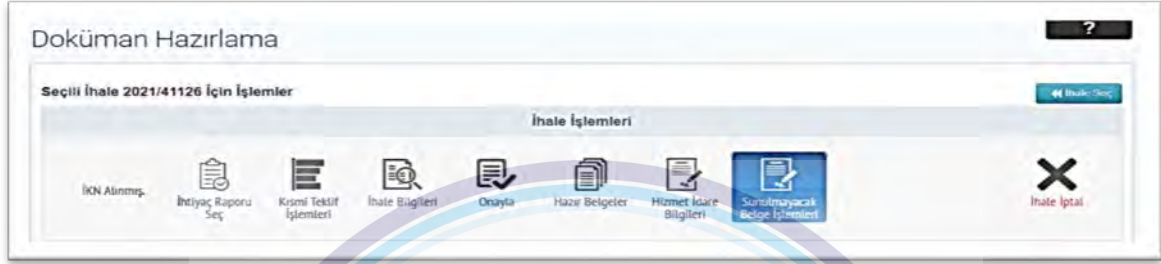 ?
Doküman Hazırlama
Seçili İhale 2021/41126 İçin İşlemler
İhale Seç
İhale İşlemleri
İKN Alınmış.
İhtiyaç Raporu Seç
Kısmi Teklif İşlemleri
İhale Bilgileri
Onayla
Hazır Belgeler
Hizmet İdare Bilgileri
Sunulmayacak Belge İşlemleri
İhale İptal